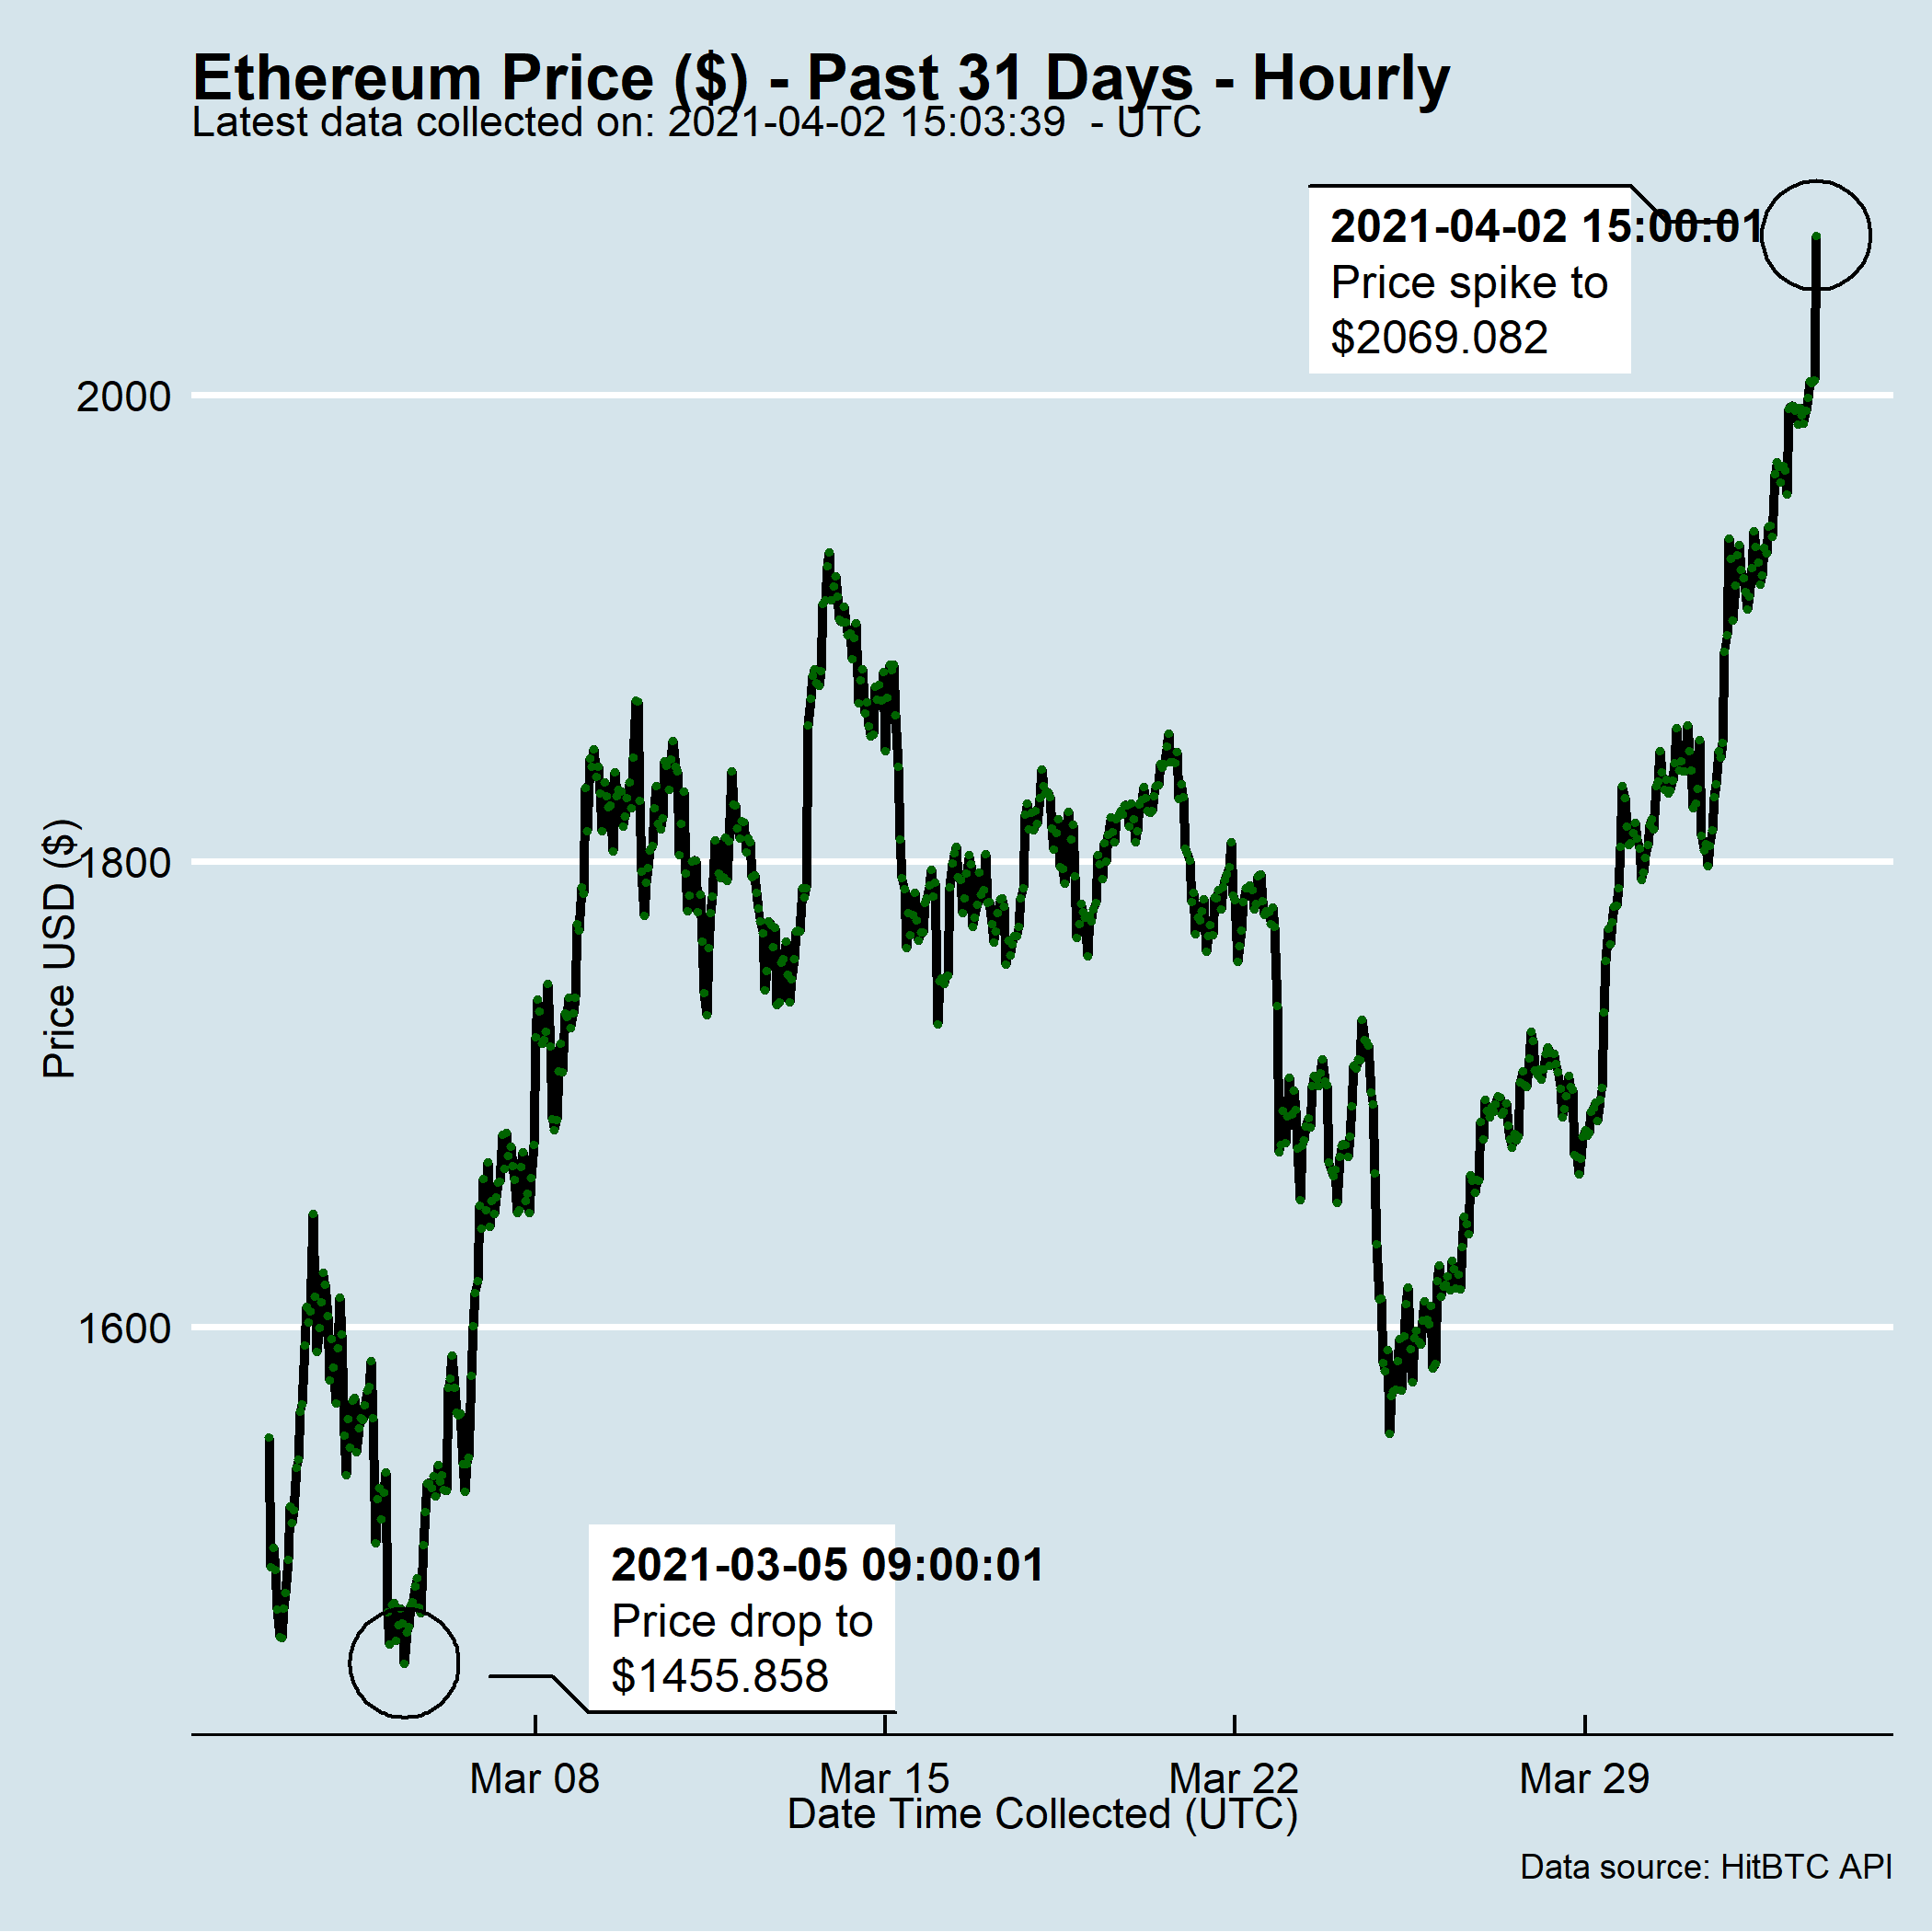 Ethereum Price ($) - Past 31 Days - Hourly
Latest data collected on: 2021-04-02 15:03:39  - UTC
2021-04-02 15:00:01
Price spike to
$2069.082
2000
1800
1600
Price USD ($)
2021-03-05 09:00:01
Price drop to
$1455.858
Mar 08
Mar 15
Mar 22
Mar 29
Date Time Collected (UTC)
Data source: HitBTC API